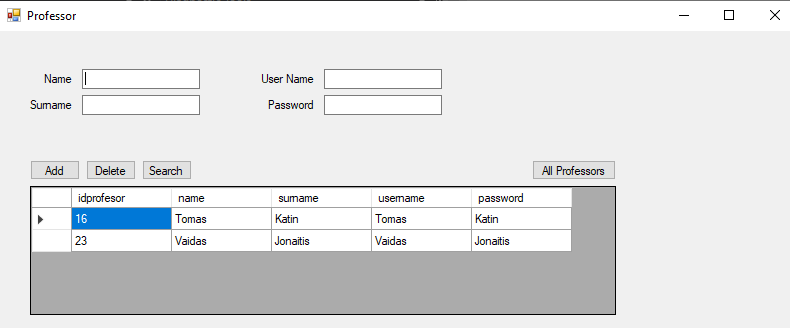 Professor
Name User Name
Surname Password
Add Delete Search All Professors
idprofesor name surname username password
16 Tomas Katin Tomas Katin
23 Vaidas Jonaitis Vaidas Jonaitis